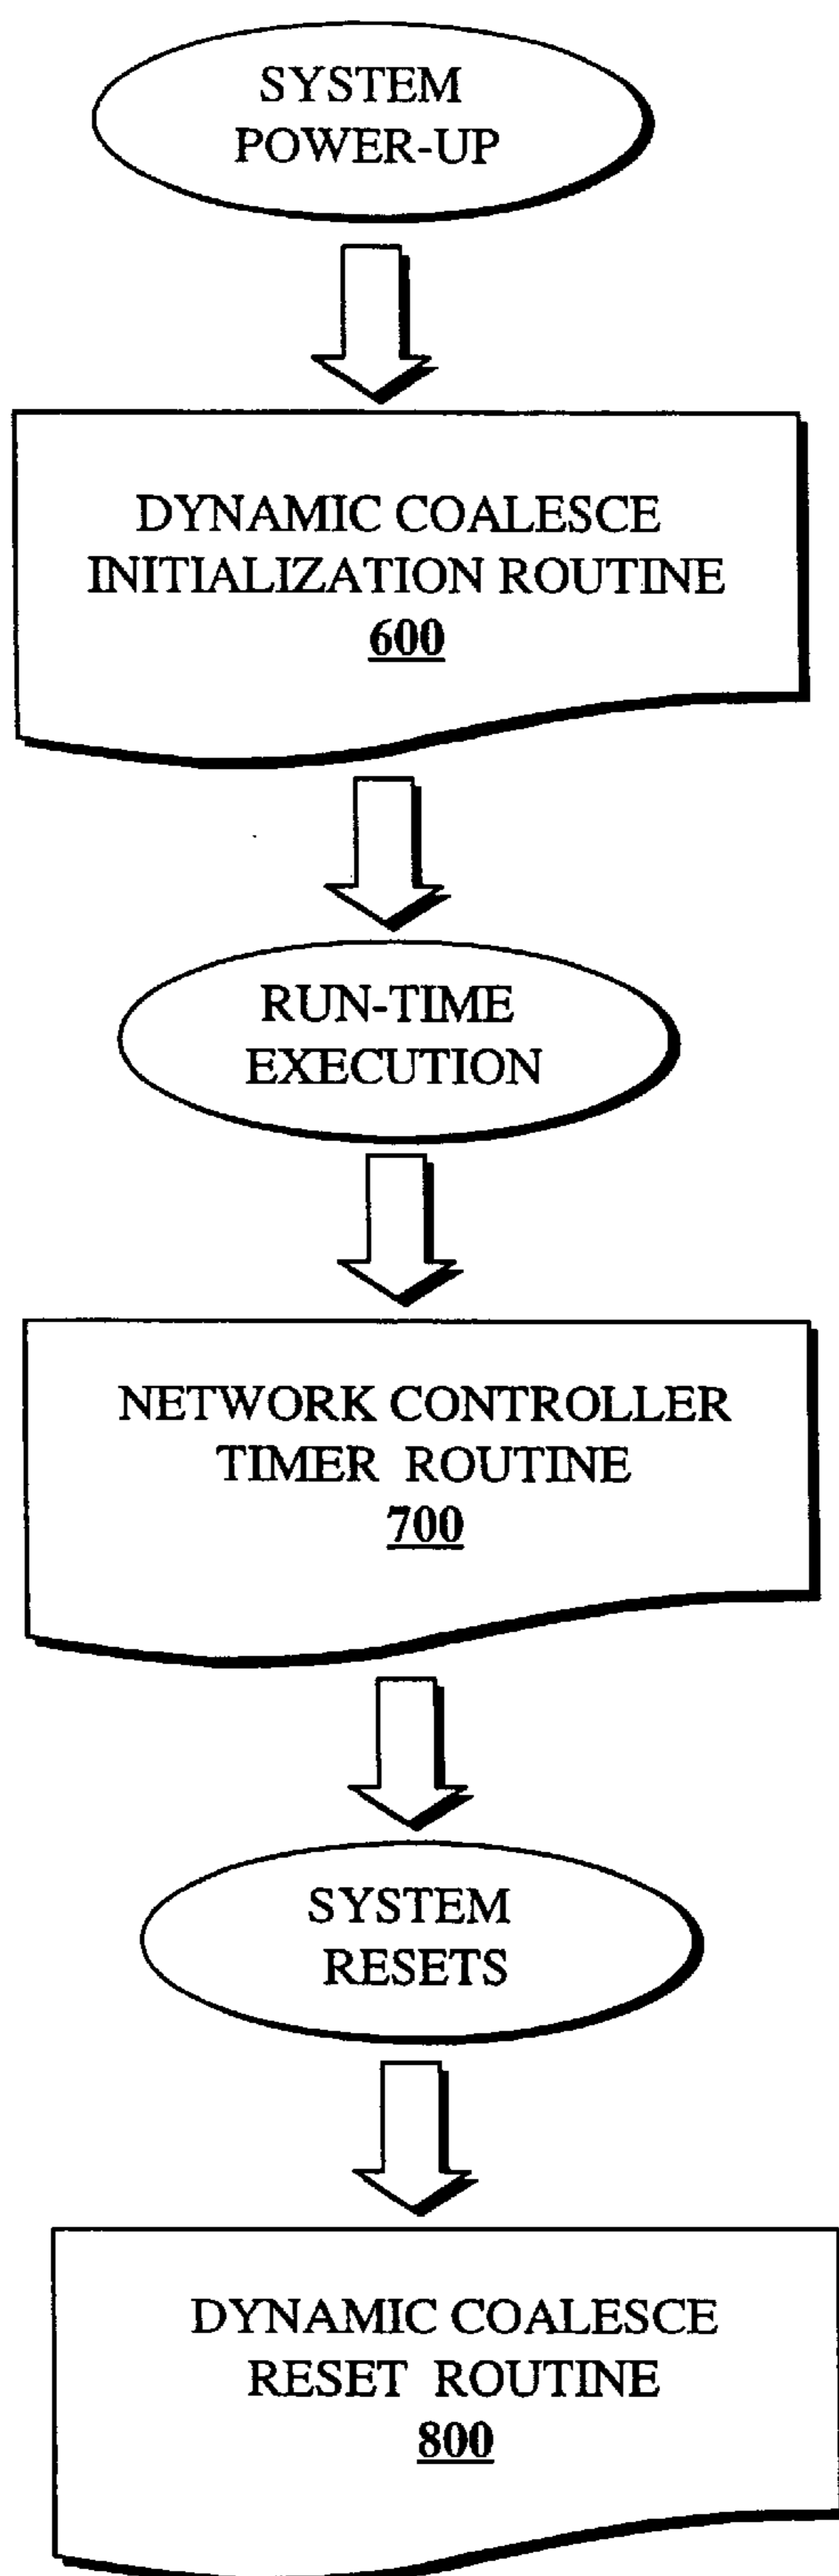 SYSTEM
POWER-UP
DYNAMIC COALESCE
INITIALIZATION ROUTINE
600
RUN-TIME
EXECUTION
NETWORK CONTROLLER
TIMER ROUTINE
700
SYSTEM
RESETS
DYNAMIC COALESCE
RESET ROUTINE
800